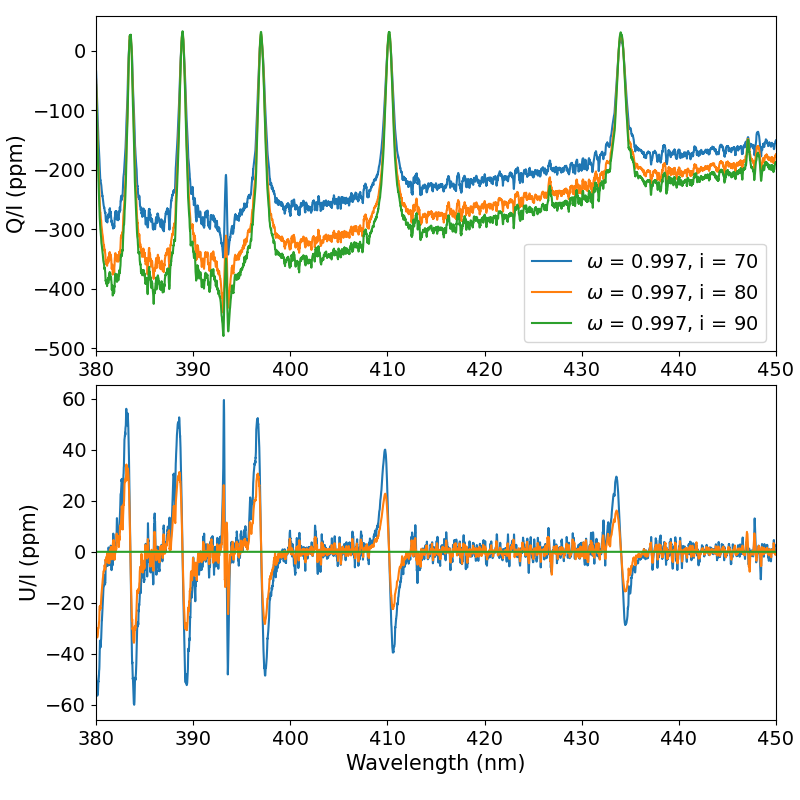 Q/I (ppm)
0
−100
−200
−300
−400
−500
380 390 400 410 420 430 440 450
ω = 0.997, i = 70
ω = 0.997, i = 80
ω = 0.997, i = 90
U/I (ppm)
60
40
20
0
−20
−40
−60
380 390 400 410 420 430 440 450
Wavelength (nm)